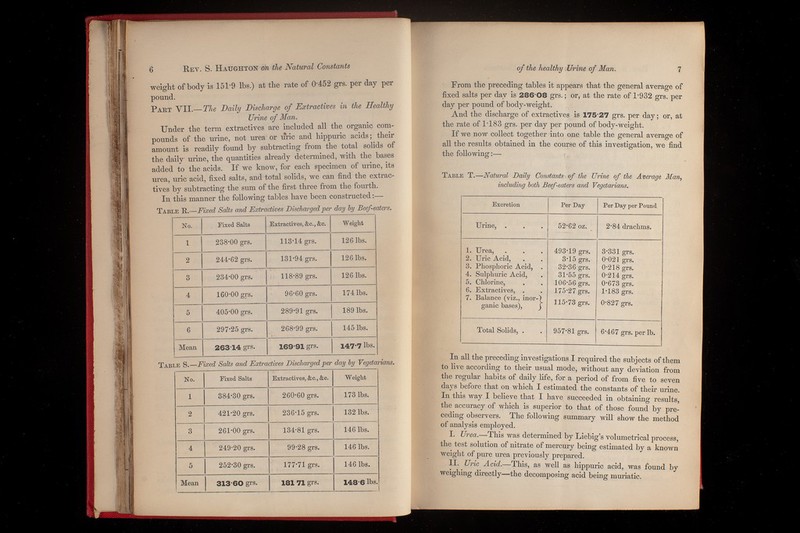 6 Rev. S. Haughton on the Natural Constants
weight of body is 151·9 lbs.) at the rate of 0·452 grs. per day per
pound.
Part VII.—The Daily Discharge of Extractives in the Healthy
Urine of Man.
Under the term extractives are included all the organic com-
pounds of the urine, not urea or uric and hippuric acids; their
amount is readily found by subtracting from the total solids of
the daily urine, the quantities already determined, with the bases
added to the acids. If we know, for each specimen of urine, its
urea, uric acid, fixed salts, and total solids, we can find the extrac-
tives by subtracting the sum of the first three from the fourth.
In this manner the following tables have been constructed:—
Table R.—Fixed Salts and Extractives Discharged per day by Beef-eaters.
No. Fixed Salts Extractives, &c., &c. Weight
1 238·00 grs. 113·14 grs. 126 lbs.
2 244·62 grs. 131·94 grs. 126 lbs.
3 234·00 grs. 118·89 grs. 126 lbs.
4 160·00 grs. 96·60 grs. 174 lbs.
5 405·00 grs. 289·91 grs. 189 lbs.
6 297·25 grs. 268·99 grs. 145 lbs.
Mean 263·14 grs. 169·91 grs. 147·7 lbs.
Table S.—Fixed Salts and Extractives Discharged per day by Vegetarians.
No. Fixed Salts Extractives, &c., &c. Weight
1 384·30 grs. 260·60 grs. 173 lbs.
2 421·20 grs. 236·15 grs. 132 lbs.
3 261·00 grs. 134·81 grs. 146 lbs.
4 249·20 grs. 99·28 grs. 146 lbs.
5 252·30 grs. 177·71 grs. 146 lbs.
Mean 313·60 grs. 181·71 grs. 148·6 lbs.
of the healthy Urine of Man. 7
From the preceding tables it appears that the general average of
fixed salts per day is 286·08 grs.; or, at the rate of 1·932 grs. per
day per pound of body-weight.
And the discharge of extractives is 175·27 grs. per day; or, at
the rate of 1·183 grs. per day per pound of body-weight.
If we now collect together into one table the general average of
all the results obtained in the course of this investigation, we find
the following:—
Table T.—Natural Daily Constants of the Urine of the Average Man,
including both Beef-eaters and Vegetarians.
Excretion Per Day Per Day per Pound
Urine, . . . 52·62 oz. 2·84 drachms.
1. Urea, . . . 493·19 grs. 3·331 grs.
2. Uric Acid, . . 3·15 grs. 0·021 grs.
3. Phosphoric Acid, . 32·36 grs. 0·218 grs.
4. Sulphuric Acid, . 31·55 grs. 0·214 grs.
5. Chlorine, . . 106·56 grs. 0·673 grs.
6. Extractives, . . 175·27 grs. 1·183 grs.
7. Balance (viz., inor-
ganic bases), } 115·73 grs. 0·827 grs.
Total Solids, . . 957·81 grs. 6·467 grs. per lb.
In all the preceding investigations I required the subjects of them
to live according to their usual mode, without any deviation from
the regular habits of daily life, for a period of from five to seven
days before that on which I estimated the constants of their urine.
In this way I believe that I have succeeded in obtaining results,
the accuracy of which is superior to that of those found by pre-
ceding observers. The following summary will show the method
of analysis employed.
I. Urea.—This was determined by Liebig's volumetrical process,
the test solution of nitrate of mercury being estimated by a known
weight of pure urea previously prepared.
II. Uric Acid.—This, as well as hippuric acid, was found by
weighing directly—the decomposing acid being muriatic.